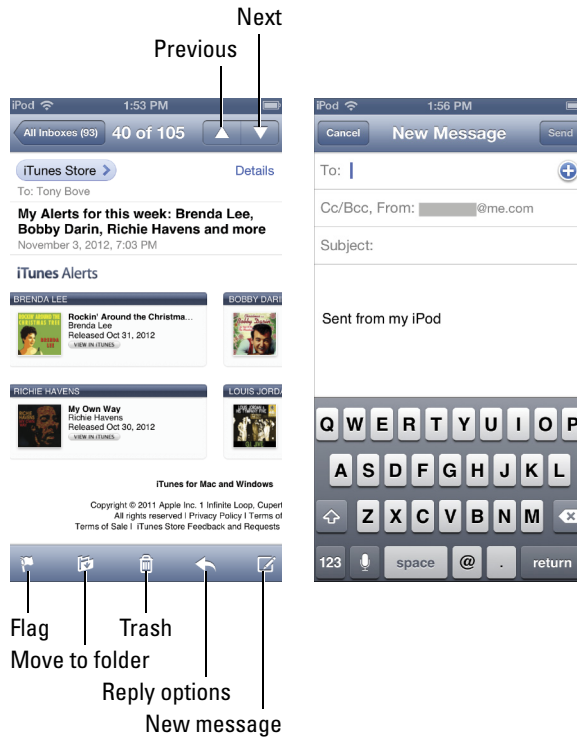 Next
Previous
iPod 1:53 PM
All Inboxes (93) 40 of 105
iTunes Store Details
To: Tony Bove
My Alerts for this week: Brenda Lee,
Bobby Darin, Richie Havens and more
November 3, 2012, 7:03 PM
iTunes Alerts
BRENDA LEE BOBBY DARI
Rockin' Around the Christma...
Brenda Lee
Released Oct 31, 2012
VIEW IN iTUNES
RICHIE HAVENS LOUIS JORDA
My Own Way
Richie Havens
Released Oct 30, 2012
VIEW IN iTUNES
iTunes for Mac and Windows
Copyright © 2011 Apple Inc. 1 Infinite Loop, Cupert
All rights reserved | Privacy Policy | Terms of
Terms of Sale | iTunes Store Feedback and Requests
Flag Trash
Move to folder
Reply options
New message
iPod 1:56 PM
Cancel New Message Send
To:
Cc/Bcc, From: @me.com
Subject:
Sent from my iPod
Q W E R T Y U I O P
A S D F G H J K L
Z X C V B N M
123 space @ . return